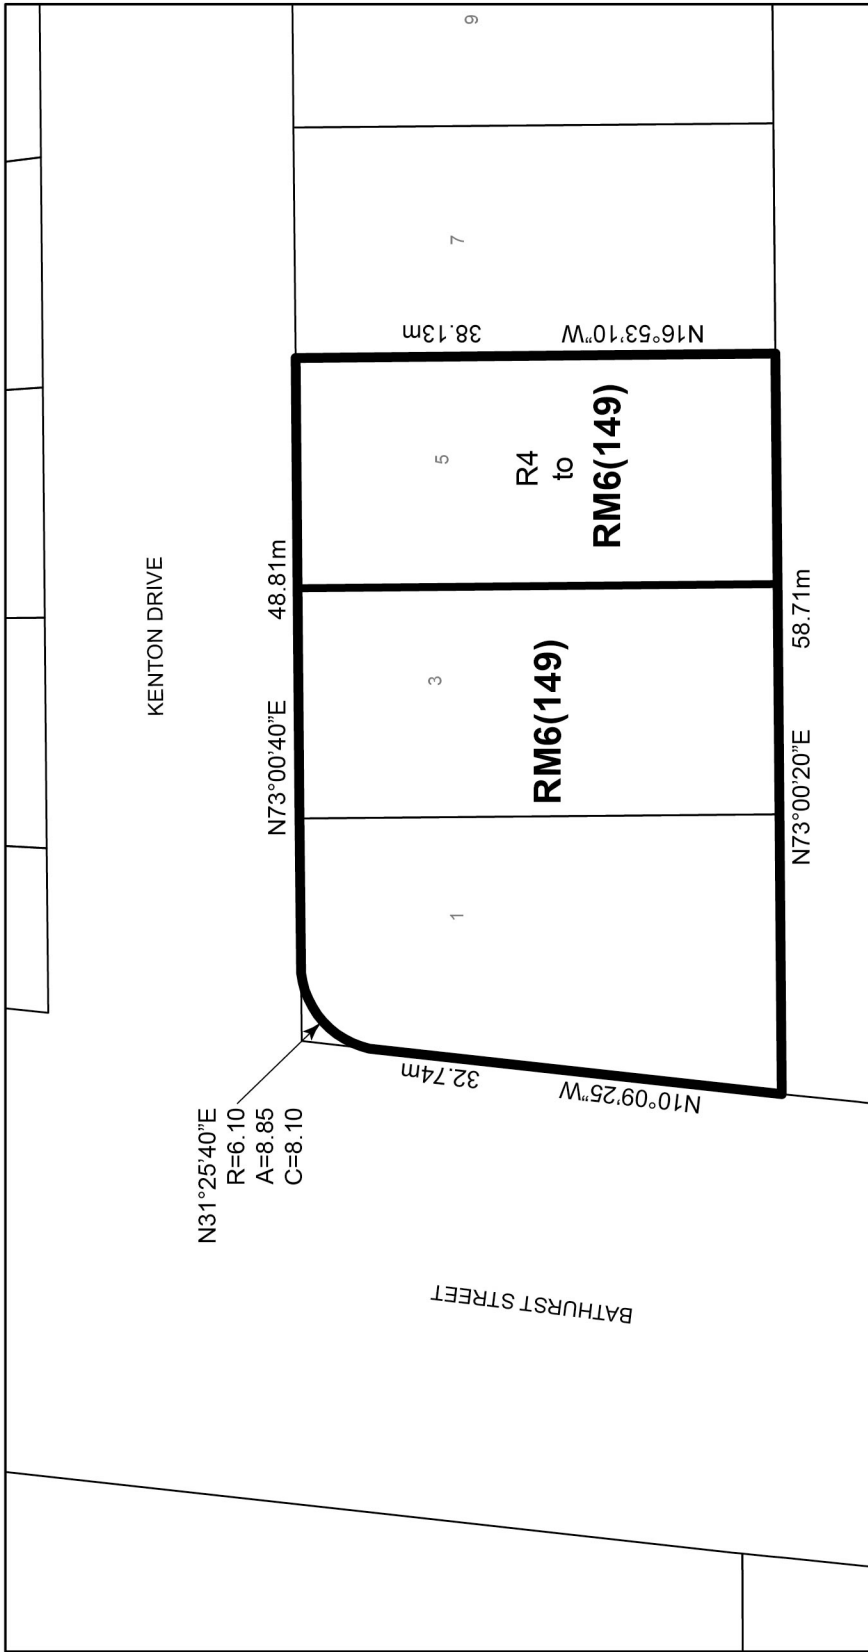 KENTON DRIVE
N31°25'40"E
R=6.10
A=8.85
C=8.10
N73°00'40"E
48.81m
32.74m
N10°09'25"W
1
3
5
7
9
RM6(149)
R4
to
RM6(149)
38.13m
N16°53'10"W
N73°00'20"E
58.71m
BATHURST STREET